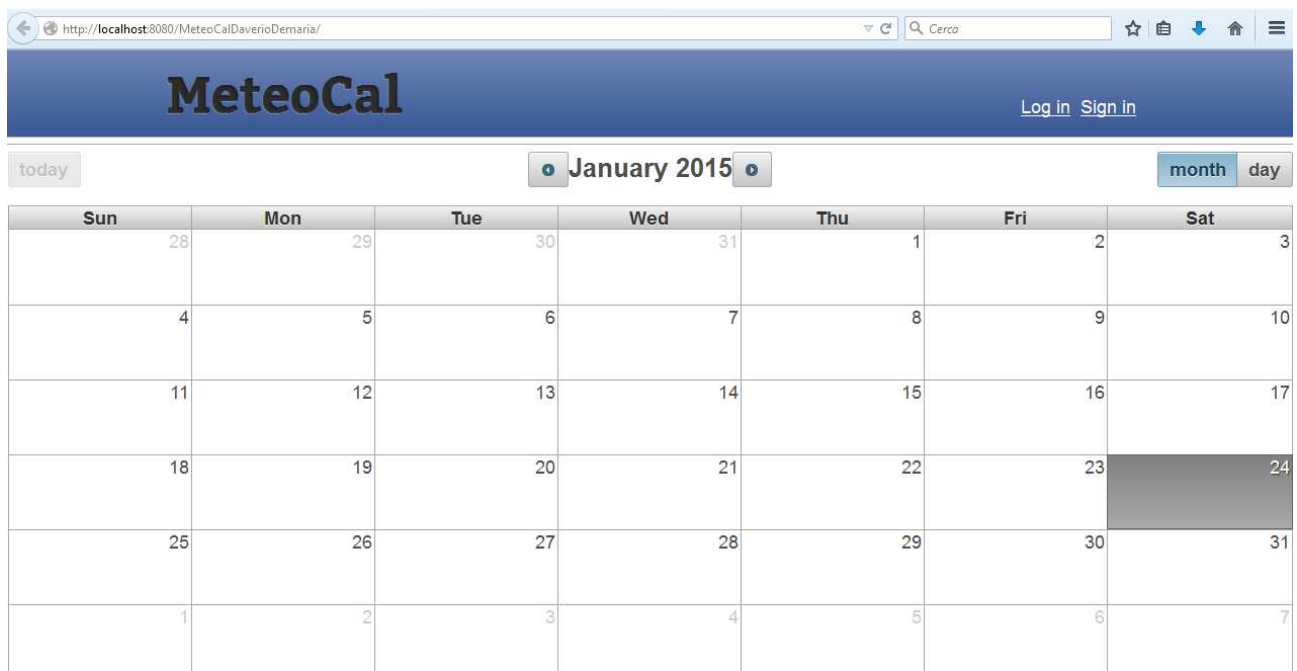 http://localhost:8080/MeteoCalDaverioDemaria/ Cerca
MeteoCal
Log in Sign in
today January 2015 month day
Sun Mon Tue Wed Thu Fri Sat
28 29 30 31 1 2 3
4 5 6 7 8 9 10
11 12 13 14 15 16 17
18 19 20 21 22 23 24
25 26 27 28 29 30 31
1 2 3 4 5 6 7